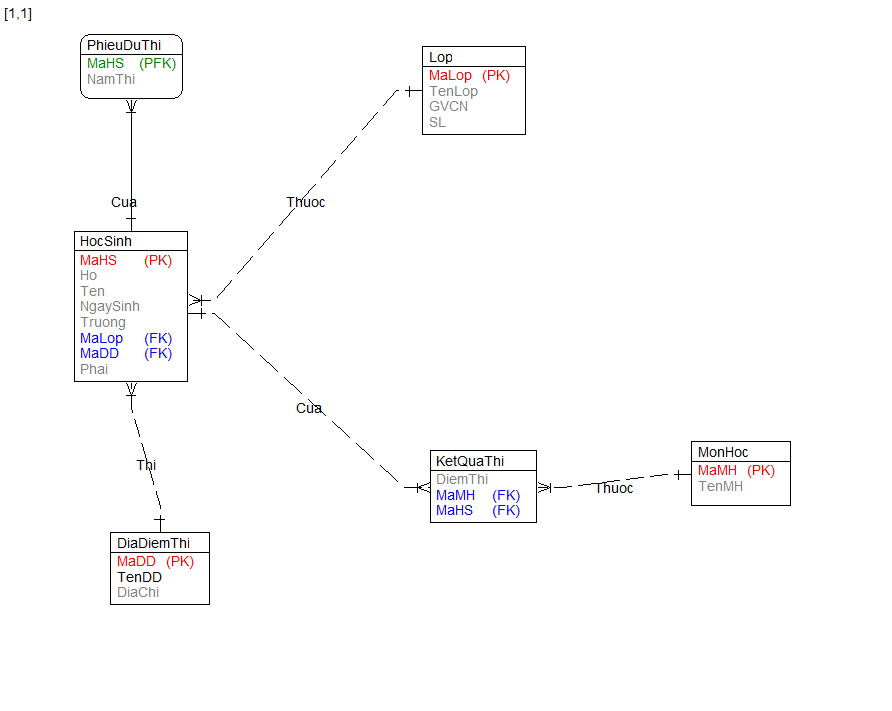 [1,1]
PhieuDuThi
MaHS (PFK)
NamThi
Lop
MaLop (PK)
TenLop
GVCN
SL
Cua
Thuoc
HocSinh
MaHS (PK)
Ho
Ten
NgaySinh
Truong
MaLop (FK)
MaDD (FK)
Phai
Cua
Thi
KetQuaThi
DiemThi
MaMH (FK)
MaHS (FK)
Thuoc
MonHoc
MaMH (PK)
TenMH
DiaDiemThi
MaDD (PK)
TenDD
DiaChi